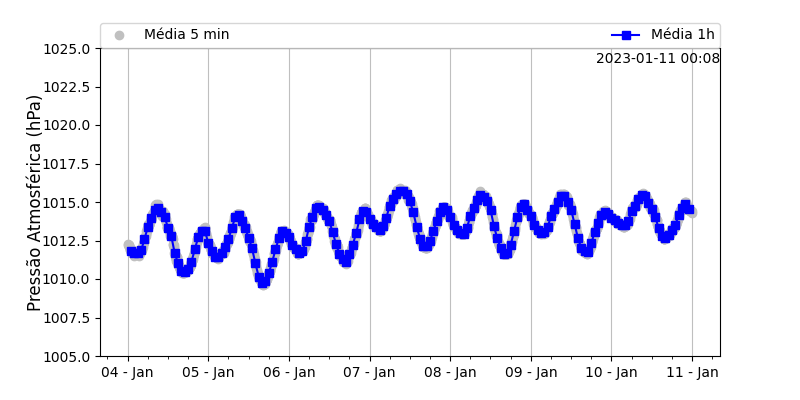 Média 5 min
Média 1h
2023-01-11 00:08
Pressão Atmosférica (hPa)
1025.0
1022.5
1020.0
1017.5
1015.0
1012.5
1010.0
1007.5
1005.0
04 - Jan
05 - Jan
06 - Jan
07 - Jan
08 - Jan
09 - Jan
10 - Jan
11 - Jan